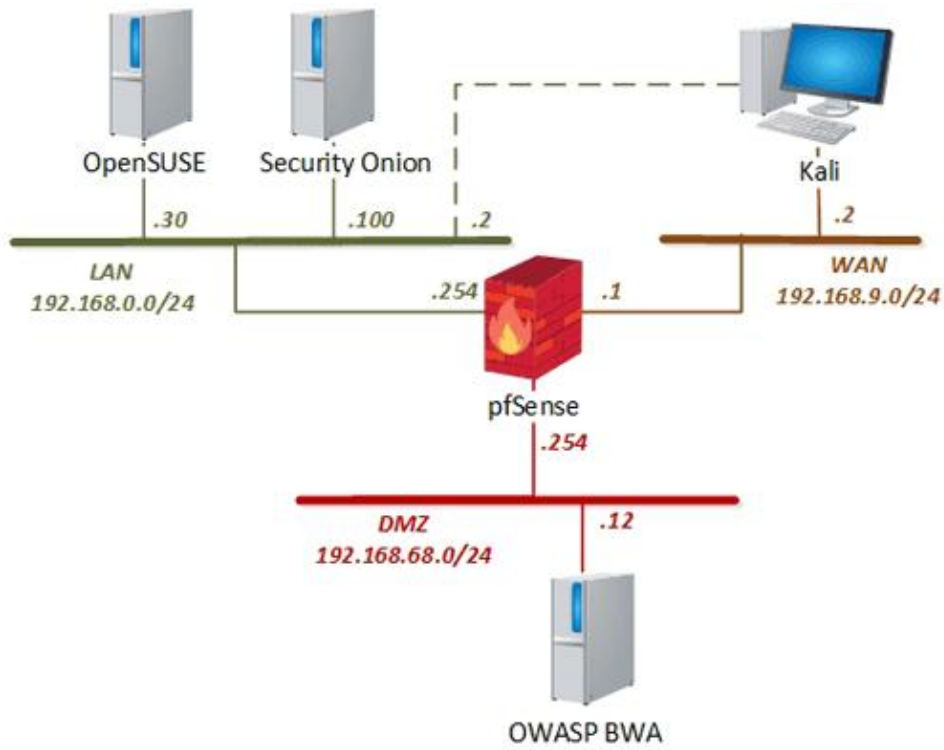 OpenSUSE
Security Onion
Kali
.30
.100
.2
.2
LAN
192.168.0.0/24
.254
.1
WAN
192.168.9.0/24
pfSense
.254
DMZ
192.168.68.0/24
.12
OWASP BWA